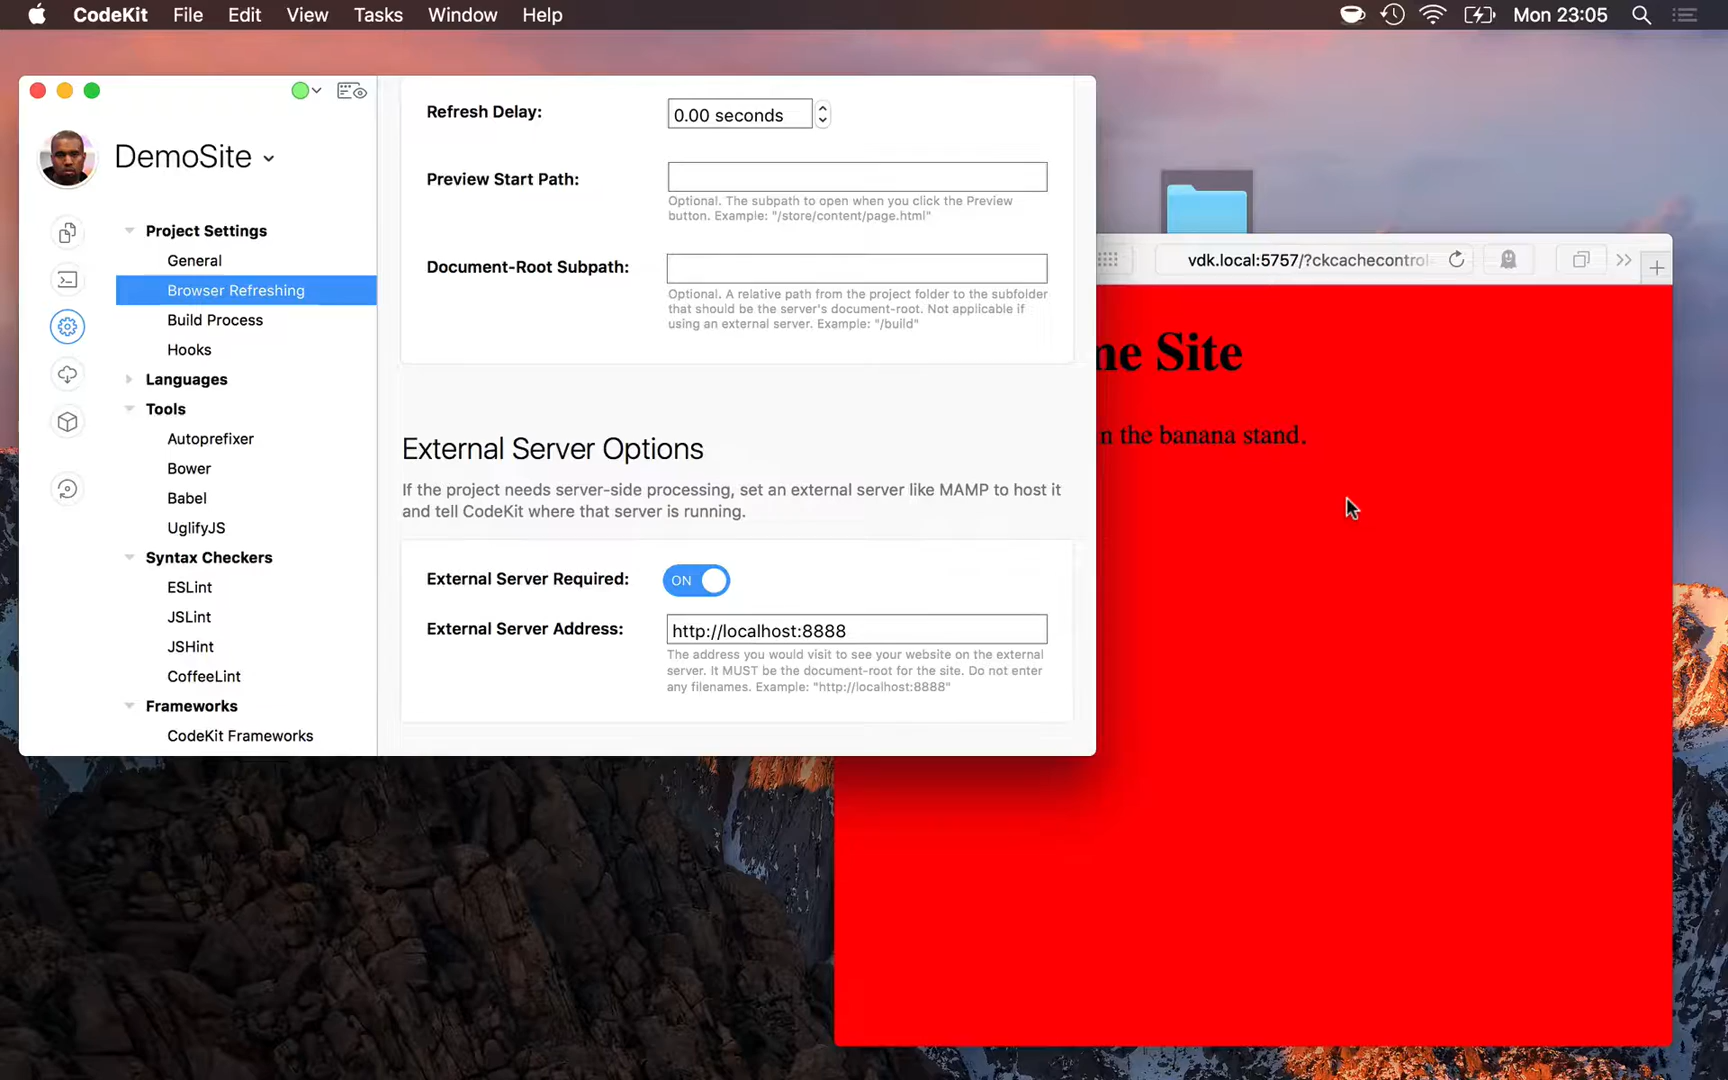 CodeKit File Edit View Tasks Window Help Mon 23:05
DemoSite
Project Settings
General
Browser Refreshing
Build Process
Hooks
Languages
Tools
Autoprefixer
Bower
Babel
UglifyJS
Syntax Checkers
ESLint
JSLint
JSHint
CoffeeLint
Frameworks
CodeKit Frameworks
Refresh Delay: 0.00 seconds
Preview Start Path:
Optional. The subpath to open when you click the Preview
button. Example: "/store/content/page.html"
Document-Root Subpath:
Optional. A relative path from the project folder to the subfolder
that should be the server's document-root. Not applicable if
using an external server. Example: "/build"
External Server Options
If the project needs server-side processing, set an external server like MAMP to host it
and tell CodeKit where that server is running.
External Server Required: ON
External Server Address: http://localhost:8888
The address you would visit to see your website on the external
server. It MUST be the document-root for the site. Do not enter
any filenames. Example: "http://localhost:8888"
vdk.local:5757/?ckcachecontrol
Site
the banana stand.